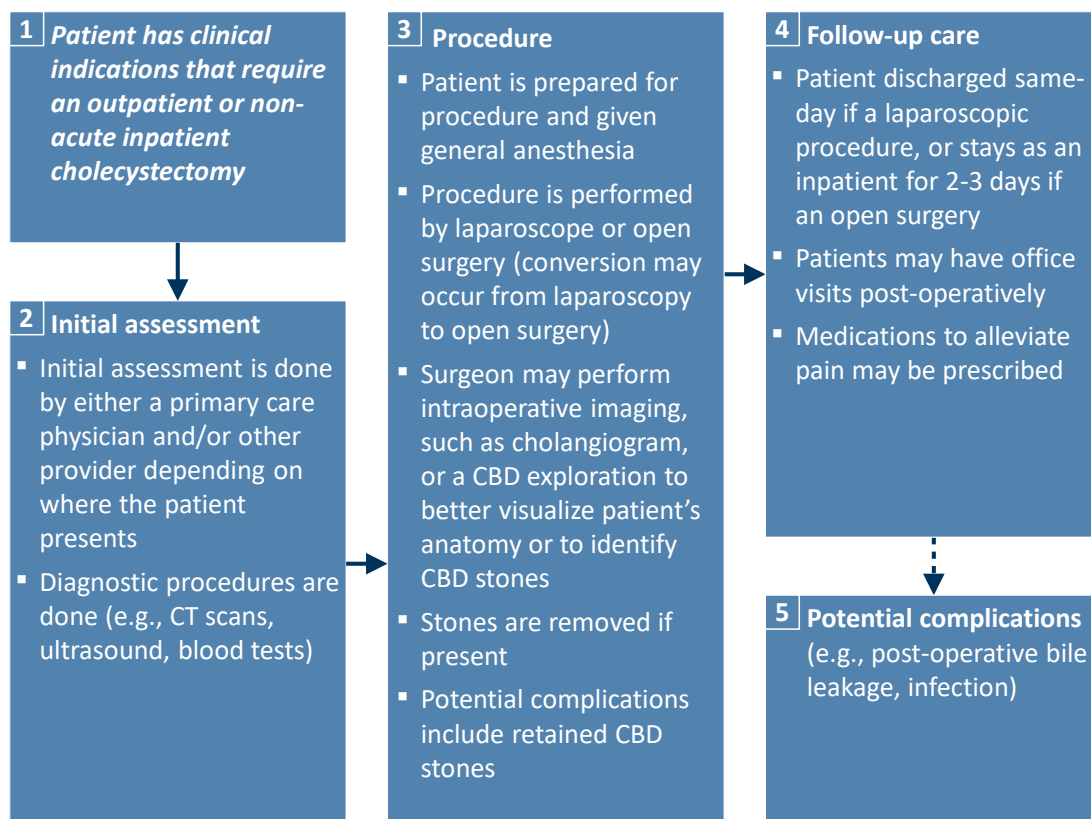 1 Patient has clinical
indications that require
an outpatient or non-
acute inpatient
cholecystectomy
2 Initial assessment
▪ Initial assessment is done
by either a primary care
physician and/or other
provider depending on
where the patient
presents
▪ Diagnostic procedures are
done (e.g., CT scans,
ultrasound, blood tests)
3 Procedure
▪ Patient is prepared for
procedure and given
general anesthesia
▪ Procedure is performed
by laparoscope or open
surgery (conversion may
occur from laparoscopy
to open surgery)
▪ Surgeon may perform
intraoperative imaging,
such as cholangiogram,
or a CBD exploration to
better visualize patient’s
anatomy or to identify
CBD stones
▪ Stones are removed if
present
▪ Potential complications
include retained CBD
stones
4 Follow-up care
▪ Patient discharged same-
day if a laparoscopic
procedure, or stays as an
inpatient for 2-3 days if
an open surgery
▪ Patients may have office
visits post-operatively
▪ Medications to alleviate
pain may be prescribed
5 Potential complications
(e.g., post-operative bile
leakage, infection)